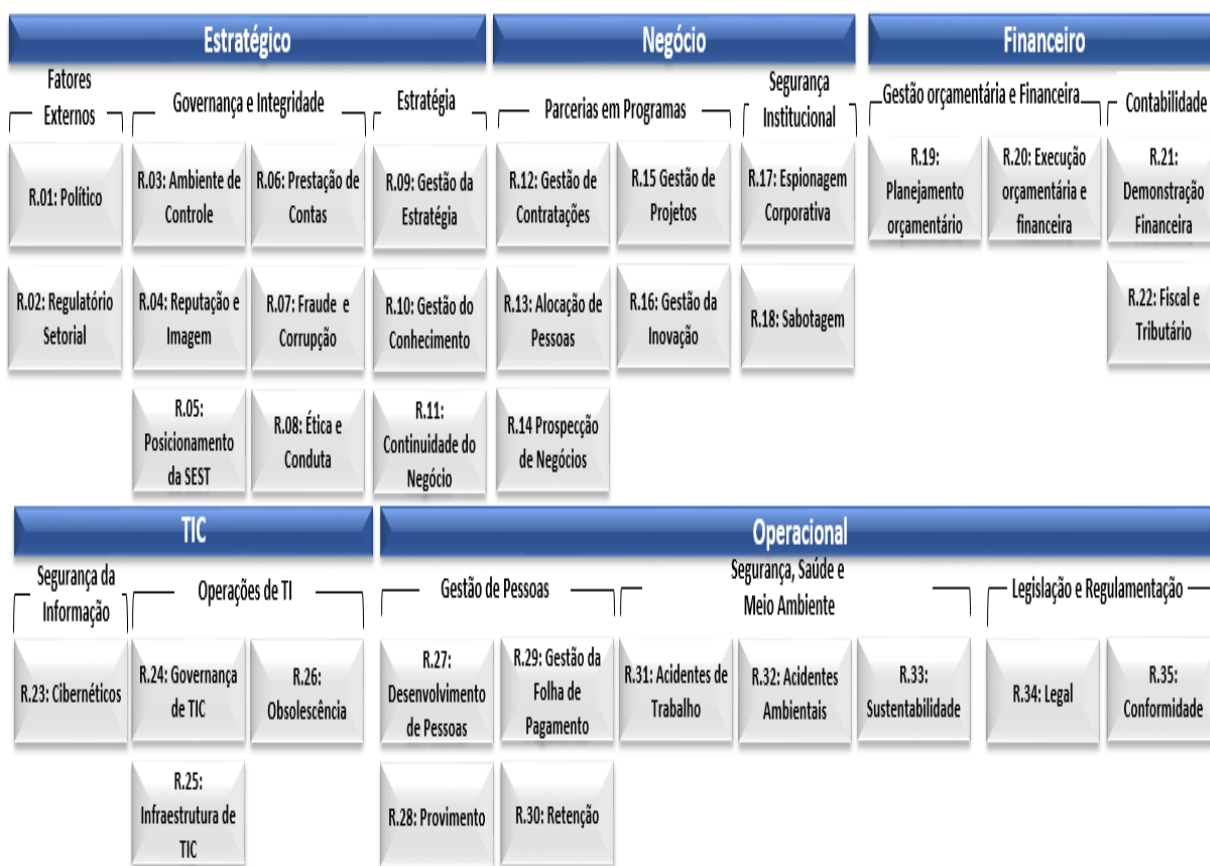 Estratégico
Negócio
Financeiro
Fatores
Externos
Governança e Integridade
Estratégia
Parcerias em Programas
Segurança
Institucional
Gestão orçamentária e Financeira
Contabilidade
R.01: Político
R.03: Ambiente de
Controle
R.06: Prestação de
Contas
R.09: Gestão da
Estratégia
R.12: Gestão de
Contratações
R.15 Gestão de
Projetos
R.17: Espionagem
Corporativa
R.19:
Planejamento
orçamentário
R.20: Execução
orçamentária e
financeira
R.21:
Demonstração
Financeira
R.02: Regulatório
Setorial
R.04: Reputação e
Imagem
R.07: Fraude e
Corrupção
R.10: Gestão do
Conhecimento
R.13: Alocação de
Pessoas
R.16: Gestão da
Inovação
R.18: Sabotagem
R.22: Fiscal e
Tributário
R.05:
Posicionamento
da SEST
R.08: Ética e
Conduta
R.11:
Continuidade do
Negócio
R.14 Prospecção
de Negócios
TIC
Operacional
Segurança da
Informação
Operações de TI
Gestão de Pessoas
Segurança, Saúde e
Meio Ambiente
Legislação e Regulamentação
R.23: Cibernéticos
R.24: Governança
de TIC
R.26:
Obsolescência
R.27:
Desenvolvimento
de Pessoas
R.29: Gestão da
Folha de
Pagamento
R.31: Acidentes de
Trabalho
R.32: Acidentes
Ambientais
R.33:
Sustentabilidade
R.34: Legal
R.35:
Conformidade
R.25:
Infraestrutura de
TIC
R.28: Provimento
R.30: Retenção